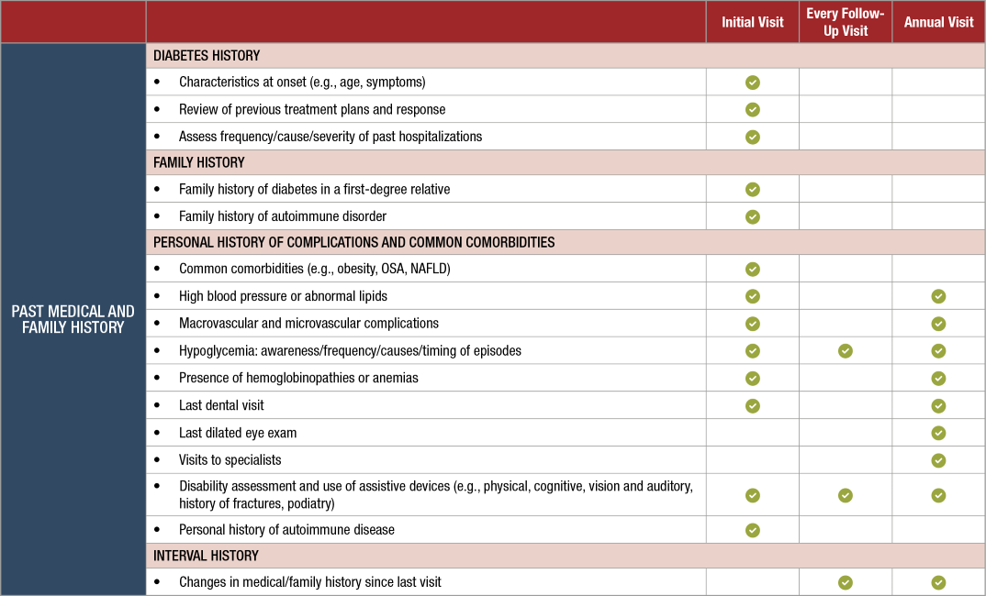 Initial Visit
Every Follow-
Up Visit
Annual Visit
PAST MEDICAL AND
FAMILY HISTORY
DIABETES HISTORY
• Characteristics at onset (e.g., age, symptoms)
• Review of previous treatment plans and response
• Assess frequency/cause/severity of past hospitalizations
FAMILY HISTORY
• Family history of diabetes in a first-degree relative
• Family history of autoimmune disorder
PERSONAL HISTORY OF COMPLICATIONS AND COMMON COMORBIDITIES
• Common comorbidities (e.g., obesity, OSA, NAFLD)
• High blood pressure or abnormal lipids
• Macrovascular and microvascular complications
• Hypoglycemia: awareness/frequency/causes/timing of episodes
• Presence of hemoglobinopathies or anemias
• Last dental visit
• Last dilated eye exam
• Visits to specialists
• Disability assessment and use of assistive devices (e.g., physical, cognitive, vision and auditory,
history of fractures, podiatry)
• Personal history of autoimmune disease
INTERVAL HISTORY
• Changes in medical/family history since last visit